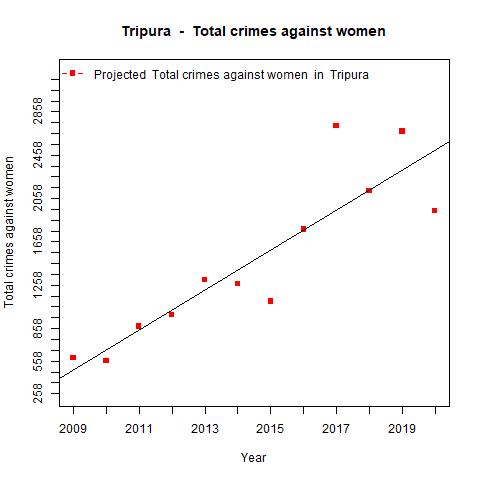 Tripura - Total crimes against women
Projected Total crimes against women in Tripura
Total crimes against women
2858
2458
2058
1658
1258
858
558
258
2009 2011 2013 2015 2017 2019
Year